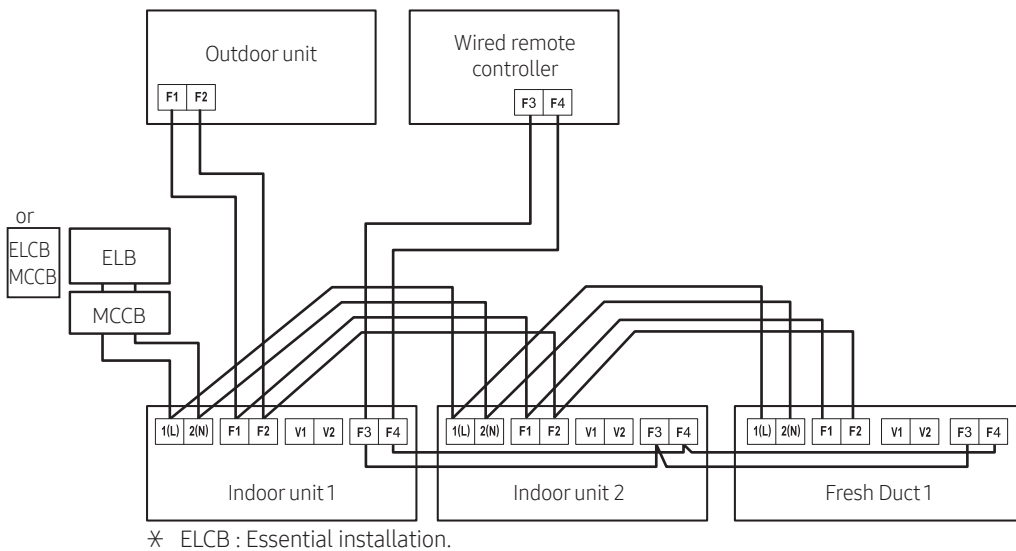 Outdoor unit
F1 F2
Wired remote
controller
F3 F4
or
ELCB
MCCB
ELB
MCCB
1(L) 2(N) F1 F2 V1 V2 F3 F4
Indoor unit 1
1(L) 2(N) F1 F2 V1 V2 F3 F4
Indoor unit 2
1(L) 2(N) F1 F2 V1 V2 F3 F4
Fresh Duct 1
※ ELCB : Essential installation.